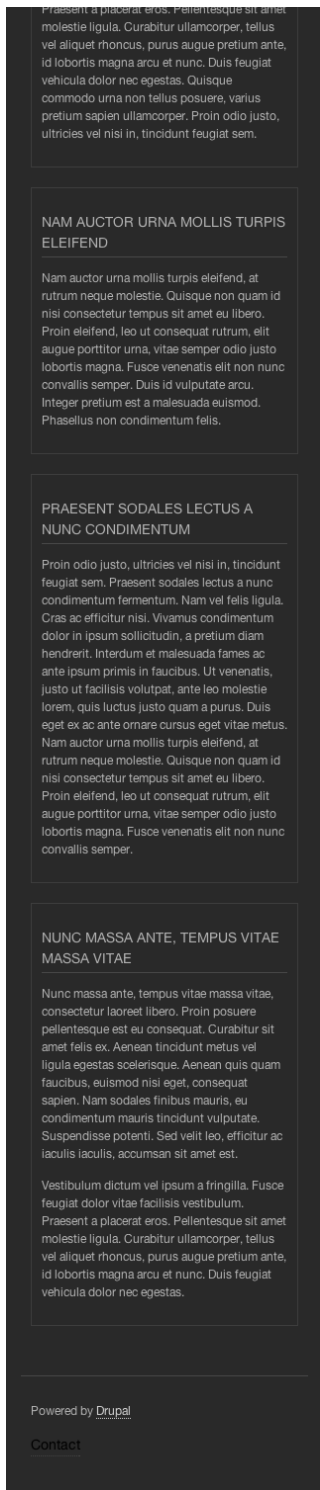 Praesent a placerat eros. Pellentesque sit amet
molestie ligula. Curabitur ullamcorper, tellus
vel aliquet rhoncus, purus augue pretium ante,
id lobortis magna arcu et nunc. Duis feugiat
vehicula dolor nec egestas. Quisque
commodo urna non tellus posuere, varius
pretium sapien ullamcorper. Proin odio justo,
ultricies vel nisi in, tincidunt feugiat sem.
NAM AUCTOR URNA MOLLIS TURPIS
ELEIFEND
Nam auctor urna mollis turpis eleifend, at
rutrum neque molestie. Quisque non quam id
nisi consectetur tempus sit amet eu libero.
Proin eleifend, leo ut consequat rutrum, elit
augue porttitor urna, vitae semper odio justo
lobortis magna. Fusce venenatis elit non nunc
convallis semper. Duis id vulputate arcu.
Integer pretium est a malesuada euismod.
Phasellus non condimentum felis.
PRAESENT SODALES LECTUS A
NUNC CONDIMENTUM
Proin odio justo, ultricies vel nisi in, tincidunt
feugiat sem. Praesent sodales lectus a nunc
condimentum fermentum. Nam vel felis ligula.
Cras ac efficitur nisi. Vivamus condimentum
dolor in ipsum sollicitudin, a pretium diam
hendrerit. Interdum et malesuada fames ac
ante ipsum primis in faucibus. Ut venenatis,
justo ut facilisis volutpat, ante leo molestie
lorem, quis luctus justo quam a purus. Duis
eget ex ac ante ornare cursus eget vitae metus.
Nam auctor urna mollis turpis eleifend, at
rutrum neque molestie. Quisque non quam id
nisi consectetur tempus sit amet eu libero.
Proin eleifend, leo ut consequat rutrum, elit
augue porttitor urna, vitae semper odio justo
lobortis magna. Fusce venenatis elit non nunc
convallis semper.
NUNC MASSA ANTE, TEMPUS VITAE
MASSA VITAE
Nunc massa ante, tempus vitae massa vitae,
consectetur laoreet libero. Proin posuere
pellentesque est eu consequat. Curabitur sit
amet felis ex. Aenean tincidunt metus vel
ligula egestas scelerisque. Aenean quis quam
faucibus, euismod nisi eget, consequat
sapien. Nam sodales finibus mauris, eu
condimentum mauris tincidunt vulputate.
Suspendisse potenti. Sed velit leo, efficitur ac
iaculis iaculis, accumsan sit amet est.
Vestibulum dictum vel ipsum a fringilla. Fusce
feugiat dolor vitae facilisis vestibulum.
Praesent a placerat eros. Pellentesque sit amet
molestie ligula. Curabitur ullamcorper, tellus
vel aliquet rhoncus, purus augue pretium ante,
id lobortis magna arcu et nunc. Duis feugiat
vehicula dolor nec egestas.
Powered by Drupal
Contact